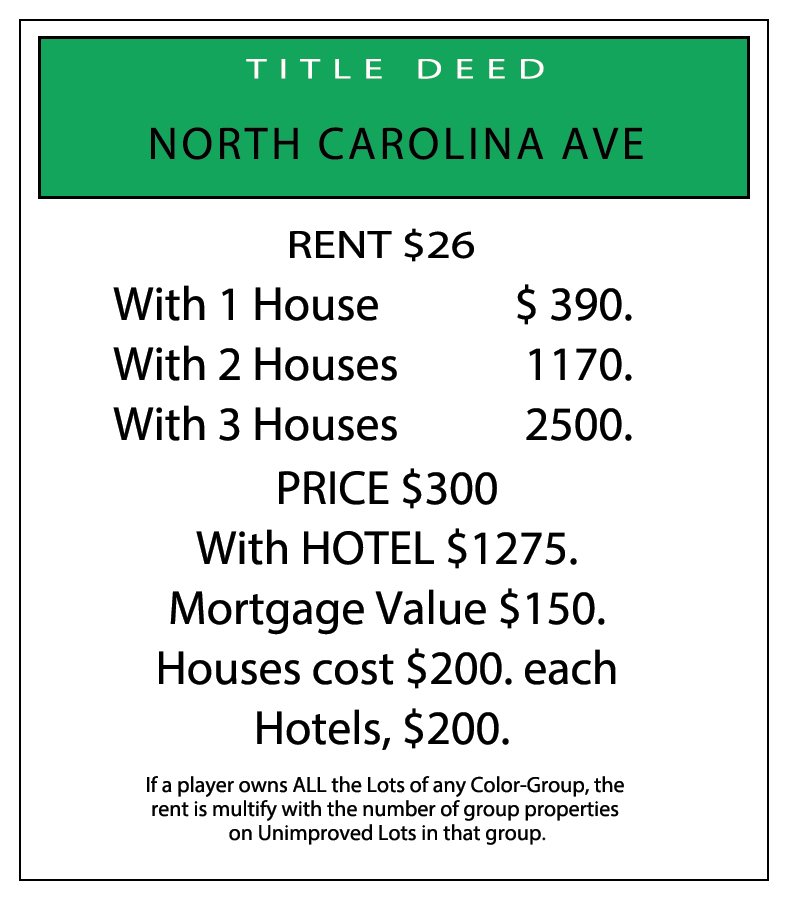 TITLE DEED
NORTH CAROLINA AVE
RENT $26
With 1 House $ 390.
With 2 Houses 1170.
With 3 Houses 2500.
PRICE $300
With HOTEL $1275.
Mortgage Value $150.
Houses cost $200. each
Hotels, $200.
If a player owns ALL the Lots of any Color-Group, the
rent is multify with the number of group properties
on Unimproved Lots in that group.